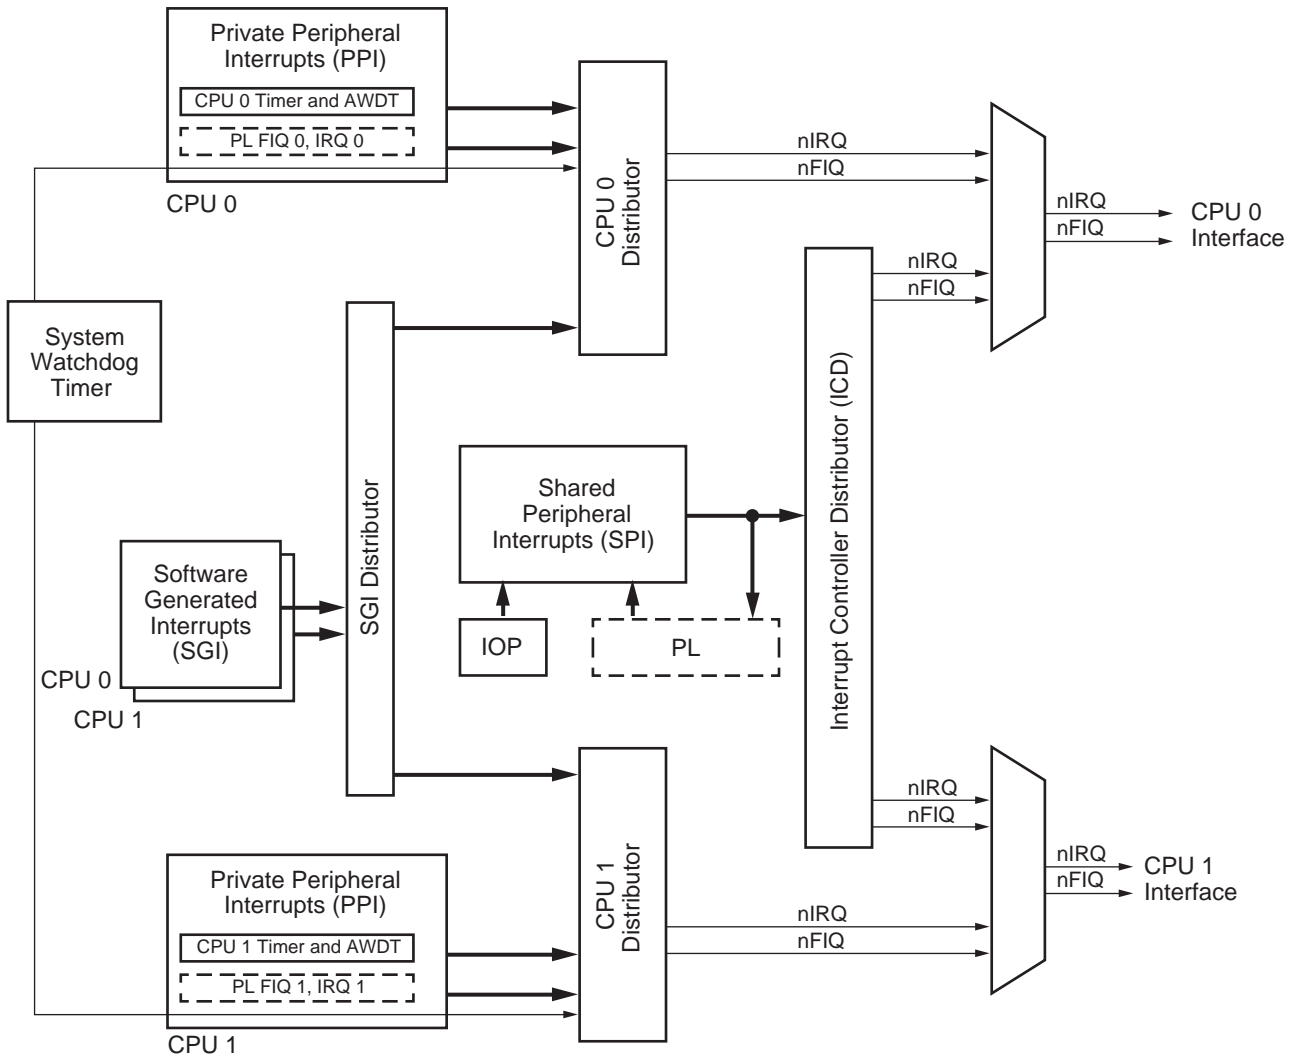 Private Peripheral
Interrupts (PPI)
CPU 0 Timer and AWDT
PL FIQ 0, IRQ 0
CPU 0
CPU 0
Distributor
nIRQ
nFIQ
nIRQ
nFIQ
CPU 0
Interface
nIRQ
nFIQ
System
Watchdog
Timer
SGI Distributor
Shared
Peripheral
Interrupts (SPI)
IOP
PL
Interrupt Controller Distributor (ICD)
Software
Generated
Interrupts
(SGI)
CPU 0
CPU 1
nIRQ
nFIQ
nIRQ
nFIQ
CPU 1
Interface
Private Peripheral
Interrupts (PPI)
CPU 1 Timer and AWDT
PL FIQ 1, IRQ 1
CPU 1
CPU 1
Distributor
nIRQ
nFIQ